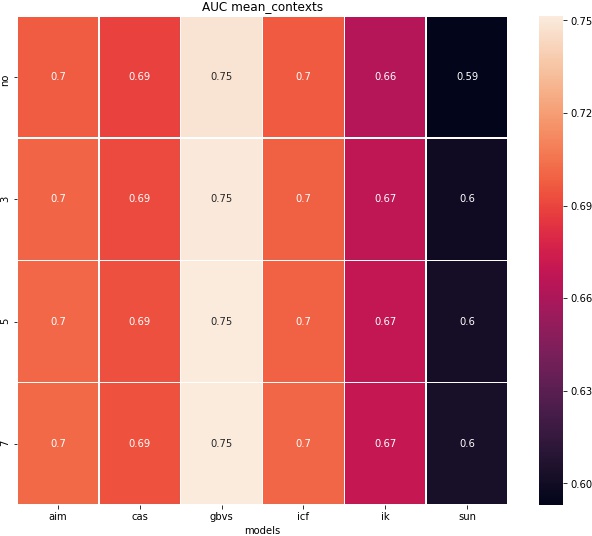 AUC mean_contexts
no 0.7 0.69 0.75 0.7 0.66 0.59
3 0.7 0.69 0.75 0.7 0.67 0.6
5 0.7 0.69 0.75 0.7 0.67 0.6
7 0.7 0.69 0.75 0.7 0.67 0.6
aim cas gbvs icf ik sun
models
0.75
0.72
0.69
0.66
0.63
0.60